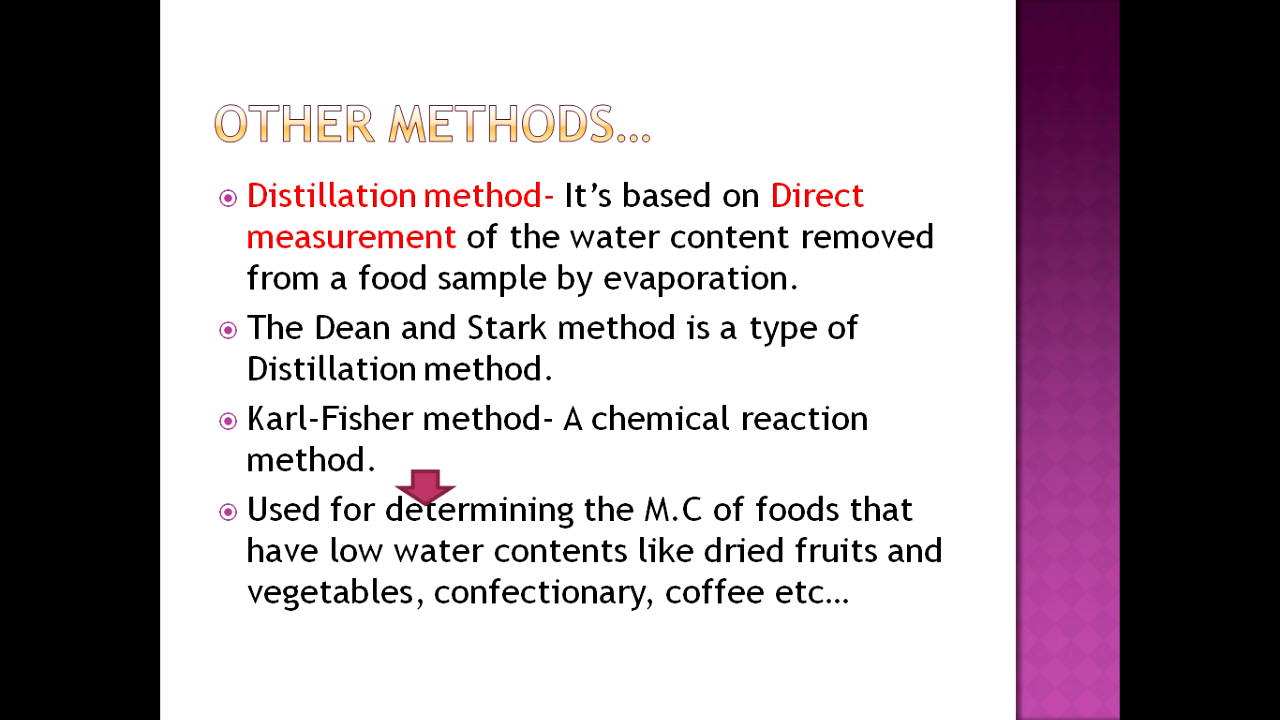 OTHER METHODS...
Distillation method- It’s based on Direct
measurement of the water content removed
from a food sample by evaporation.
The Dean and Stark method is a type of
Distillation method.
Karl-Fisher method- A chemical reaction
method.
Used for determining the M.C of foods that
have low water contents like dried fruits and
vegetables, confectionary, coffee etc...